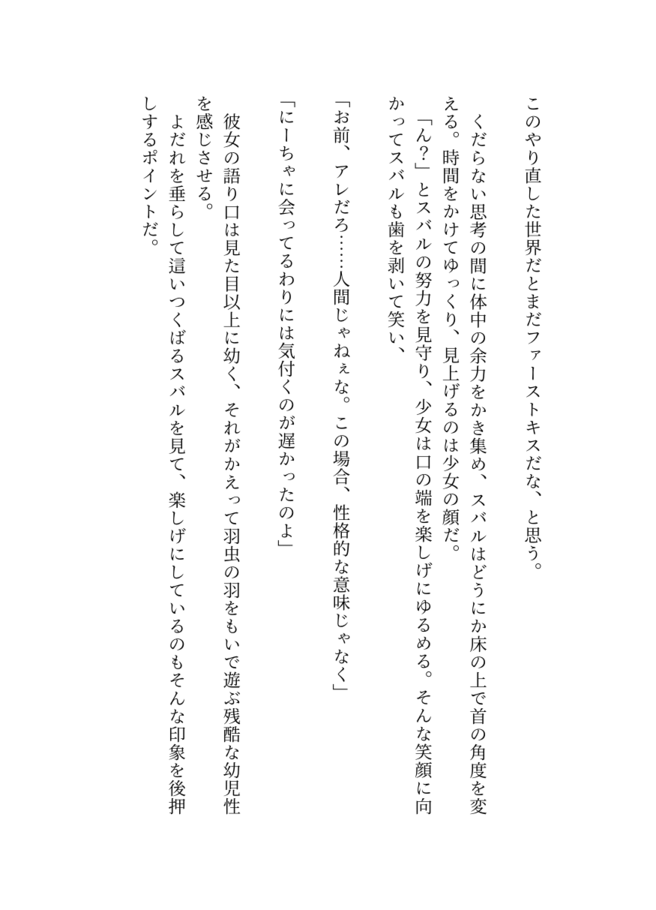 このやり直した世界だとまだファーストキスだな、と思う。
　くだらない思考の間に体中の余力をかき集め、スバルはどうにか床の上で首の角度を変
える。時間をかけてゆっくり、見上げるのは少女の顔だ。
　「ん？」とスバルの努力を見守り、少女は口の端を楽しげにゆるめる。そんな笑顔に向
かってスバルも歯を剥いて笑い、
「お前、アレだろ……人間じゃねぇな。この場合、性格的な意味じゃなく」
「にーちゃに会ってるわりには気付くのが遅かったのよ」
　彼女の語り口は見た目以上に幼く、それがかえって羽虫の羽をもいで遊ぶ残酷な幼児性
を感じさせる。
　よだれを垂らして這いつくばるスバルを見て、楽しげにしているのもそんな印象を後押
しするポイントだ。